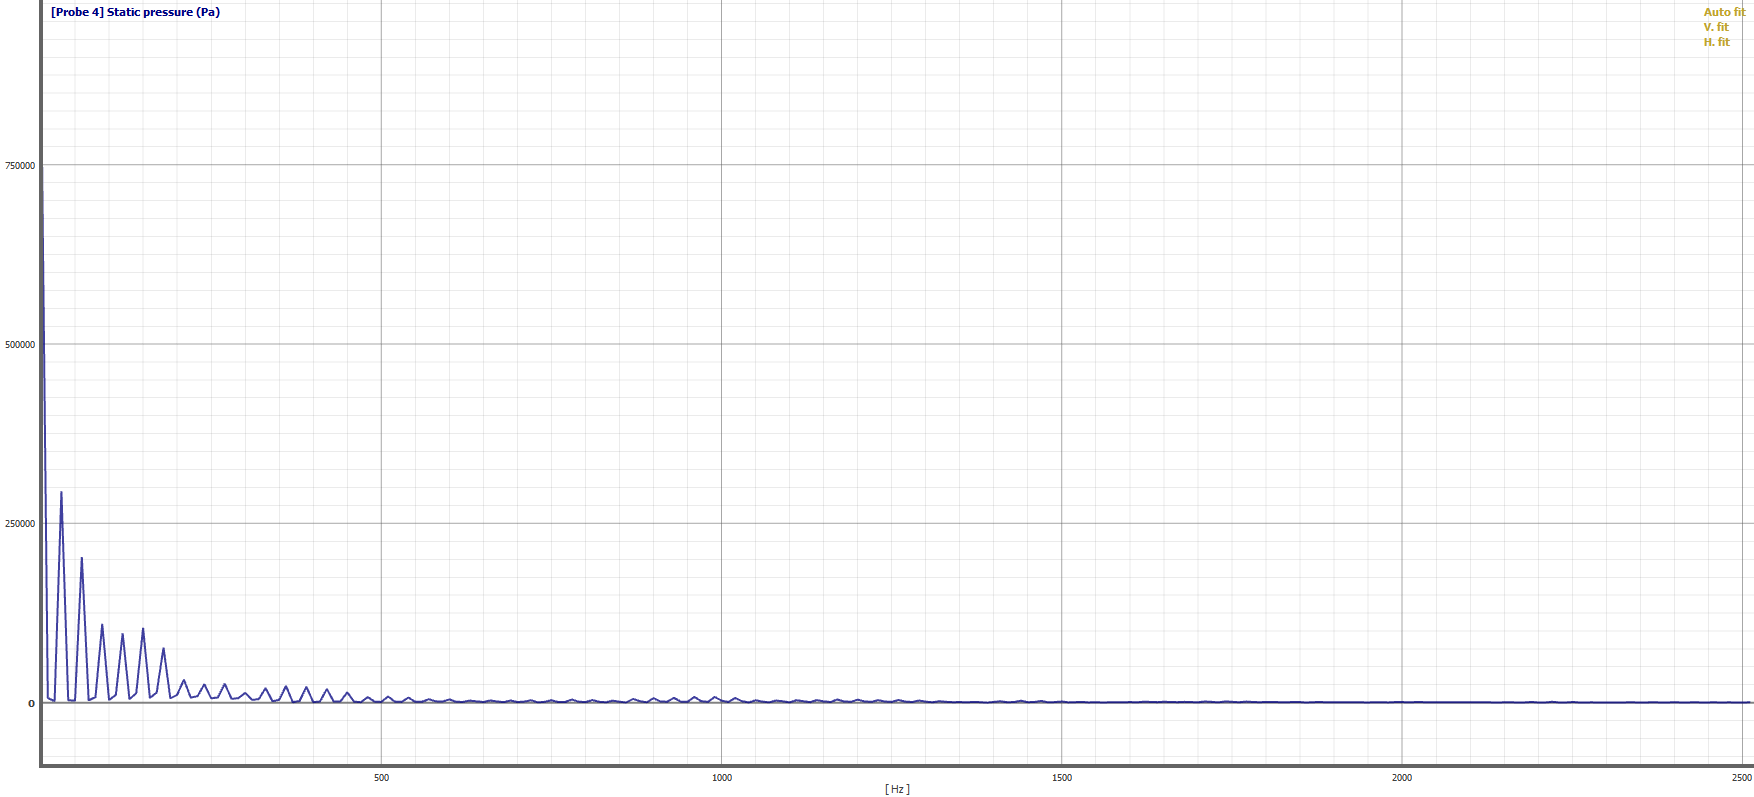 [Probe 4] Static pressure (Pa)
Auto fit
V. fit
H. fit
750000
500000
250000
0
500
1000
1500
2000
2500
[ Hz ]